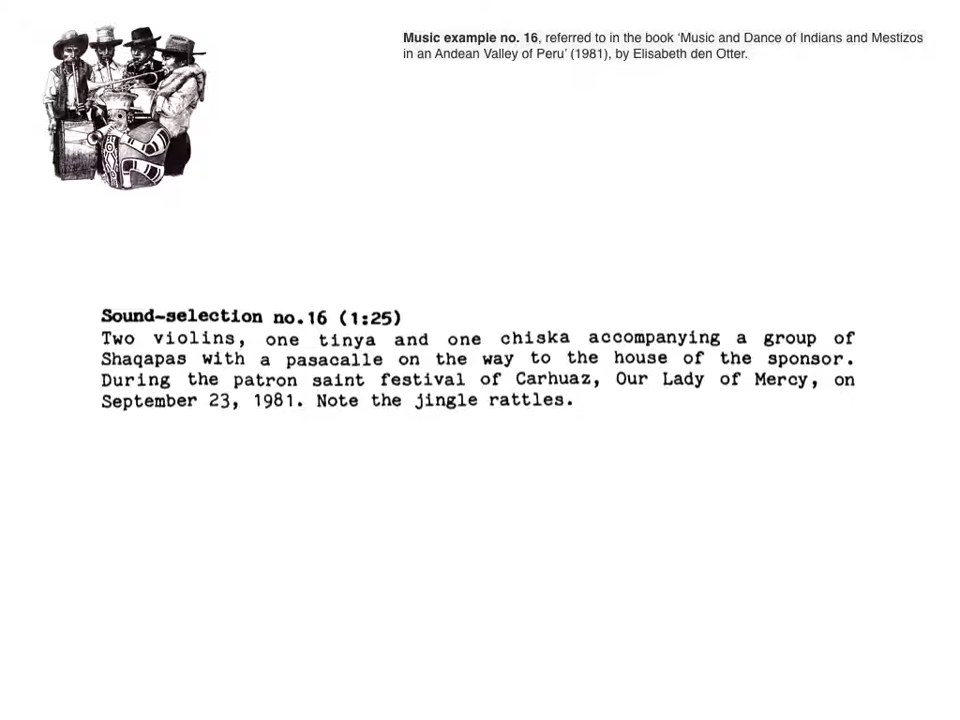 Music example no. 16, referred to in the book ‘Music and Dance of Indians and Mestizos
in an Andean Valley of Peru’ (1981), by Elisabeth den Otter.
Sound-selection no.16 (1:25)
Two violins, one tinya and one chiska accompanying a group of
Shaqapas with a pasacalle on the way to the house of the sponsor.
During the patron saint festival of Carhuaz, Our Lady of Mercy, on
September 23, 1981. Note the jingle rattles.